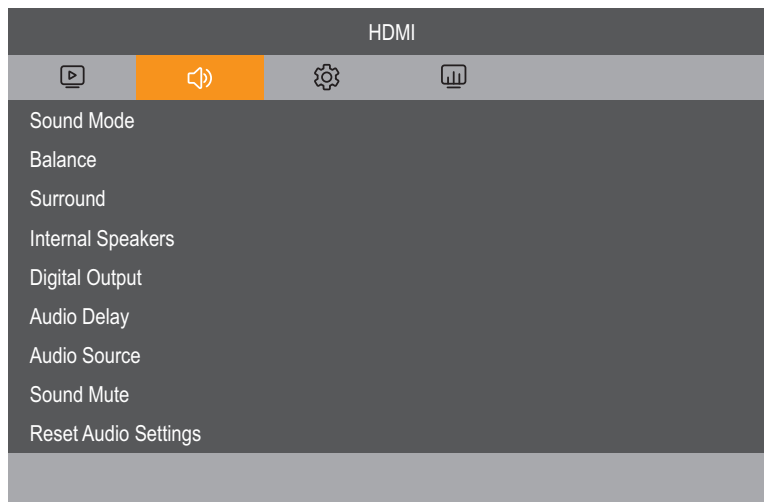 HDMI
Sound Mode
Balance
Surround
Internal Speakers
Digital Output
Audio Delay
Audio Source
Sound Mute
Reset Audio Settings